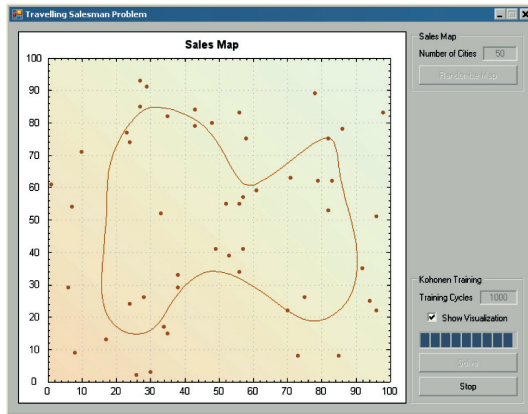 Travelling Salesman Problem
Sales Map
100
90
80
70
60
50
40
30
20
10
0
0 10 20 30 40 50 60 70 80 90 100
Sales Map
Number of Cities 50
Randomise Map
Kohonen Training
Training Cycles 1000
Show Visualization
Solve
Stop